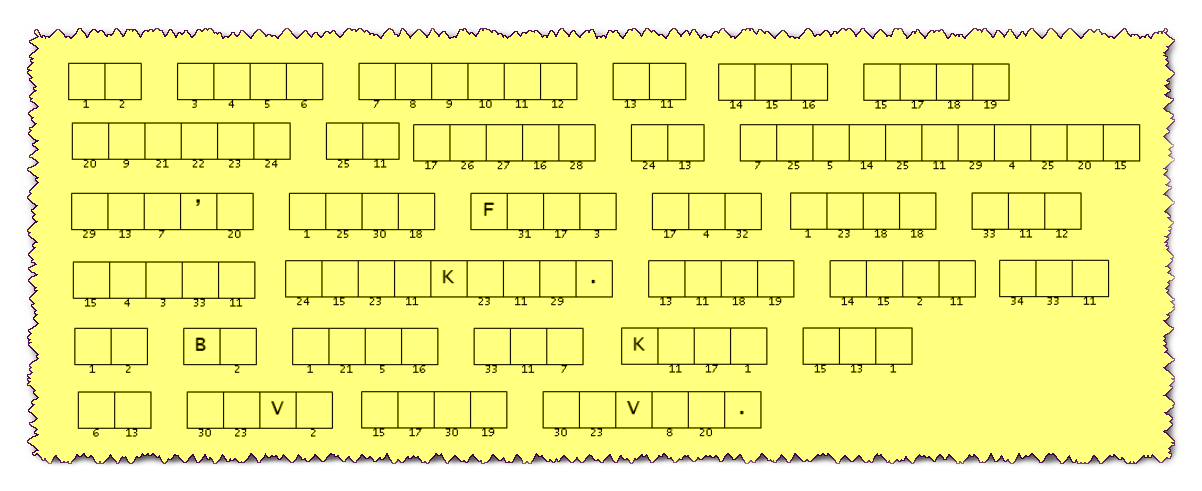 1 2 3 4 5 6 7 8 9 10 11 12 13 11 14 15 16 15 17 18 19
20 9 21 22 23 24 25 11 17 26 27 16 28 24 13 7 25 5 14 25 11 29 4 25 20 15
’ F
29 13 7 20 1 25 30 18 31 17 3 17 4 32 1 23 18 18 33 11 12
K .
15 4 3 33 11 24 15 23 11 23 11 29 13 11 18 19 14 15 2 11 34 33 11
B K
1 2 2 1 21 5 16 33 11 7 11 17 1 15 13 1
V V .
6 13 30 23 2 15 17 30 19 30 23 8 20